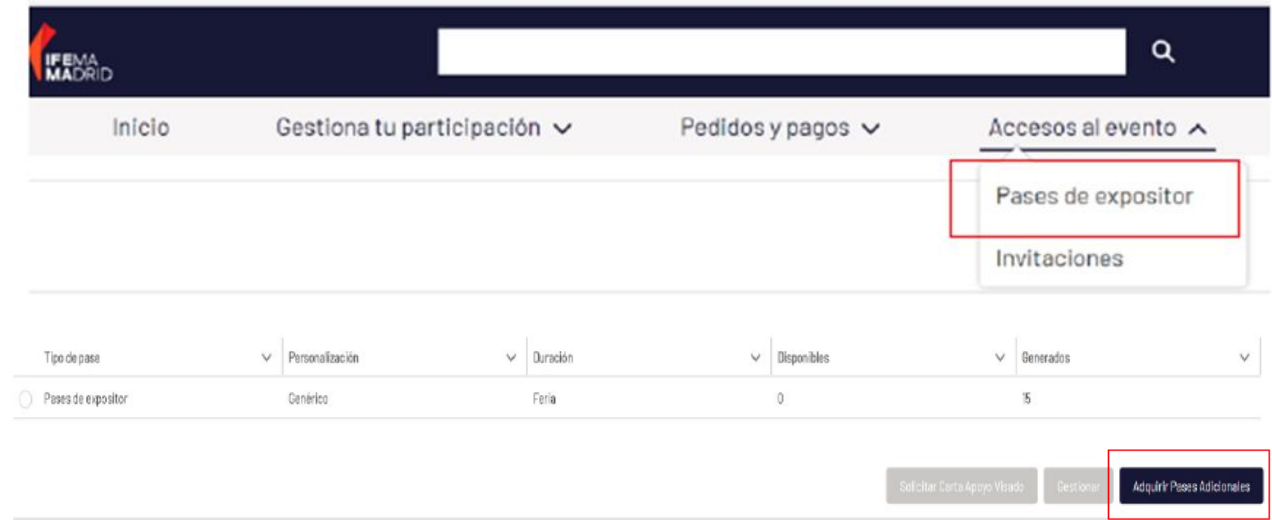 IFEMA
MADRID
Inicio Gestiona tu participación Pedidos y pagos Accesos al evento
Pases de expositor
Invitaciones
Tipo de pase Personalización Duración Disponibles Generados
Pases de expositor Genérico Feria 0 15
Solicitar Carta Apoyo Visado Gestionar Adquirir Pases Adicionales